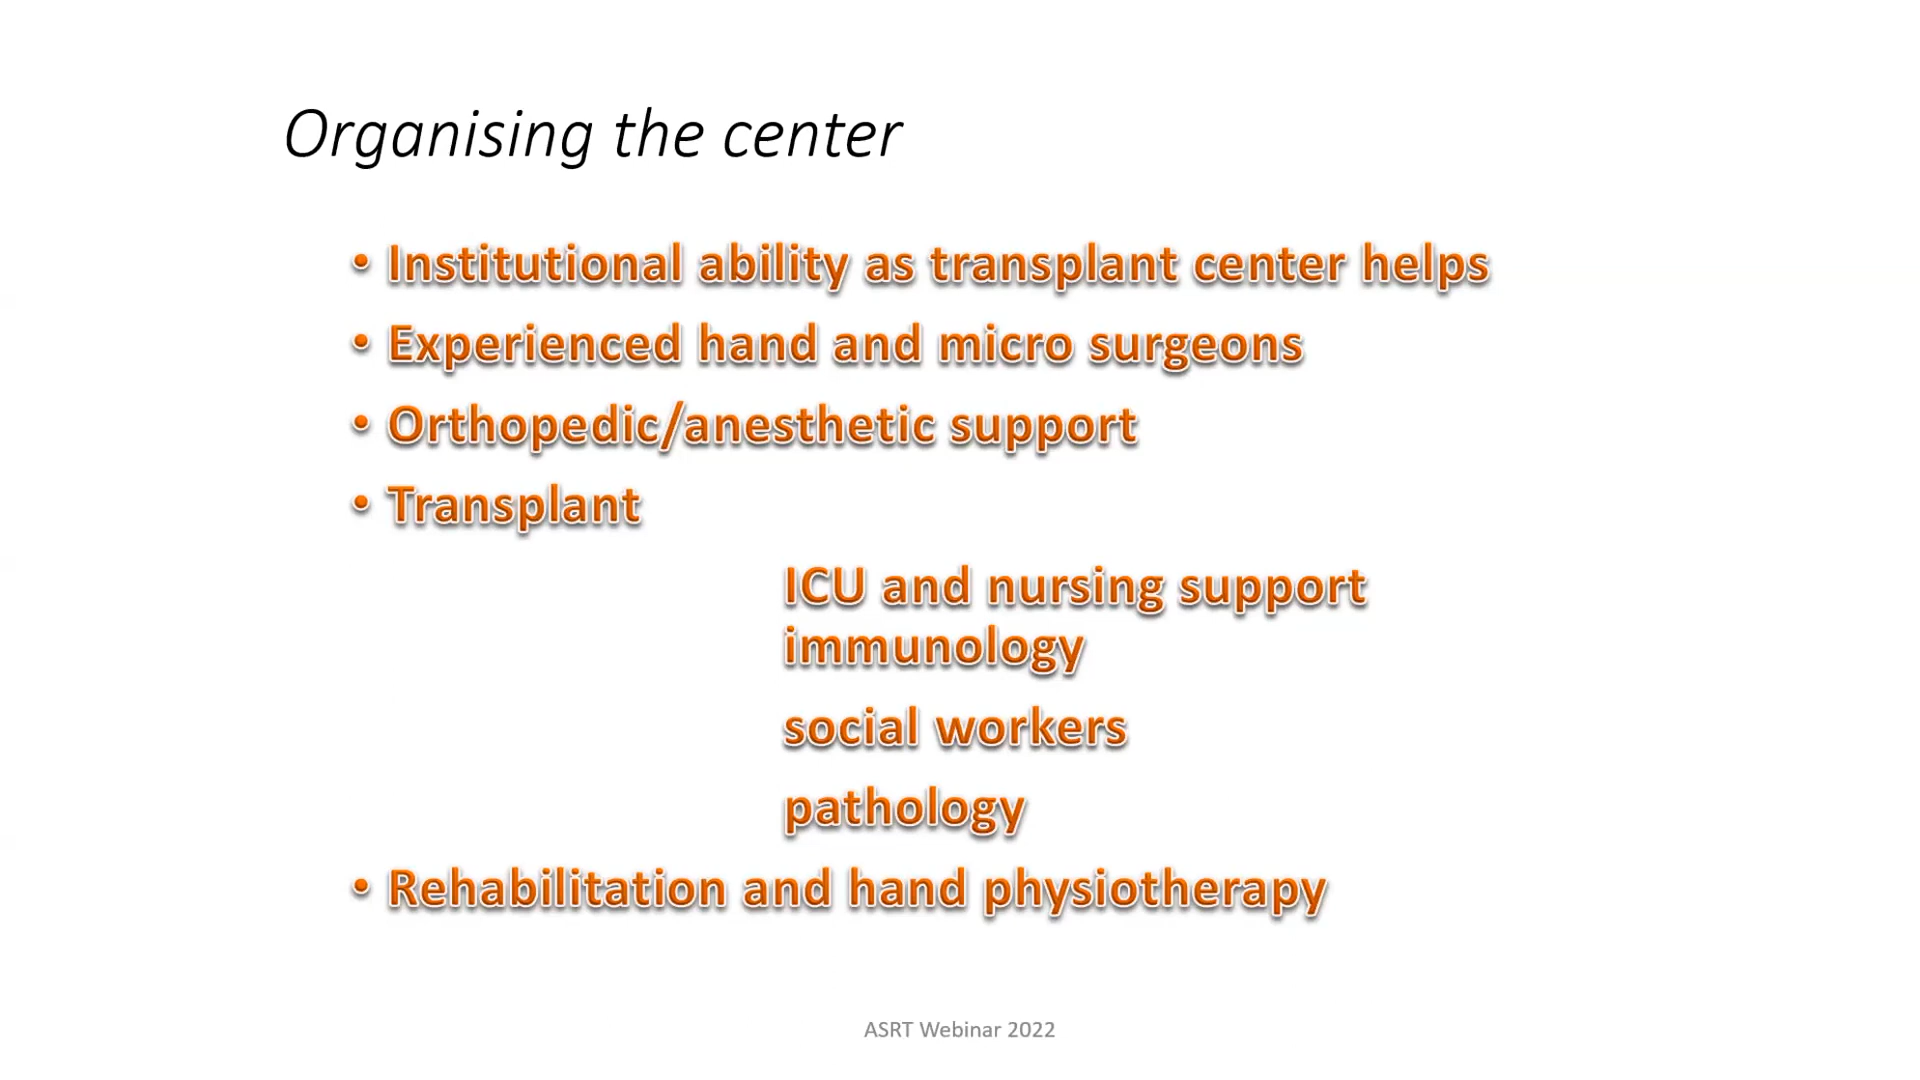 Organising the center
• Institutional ability as transplant center helps
• Experienced hand and micro surgeons
• Orthopedic/anesthetic support
• Transplant
ICU and nursing support
immunology
social workers
pathology
• Rehabilitation and hand physiotherapy
ASRT Webinar 2022